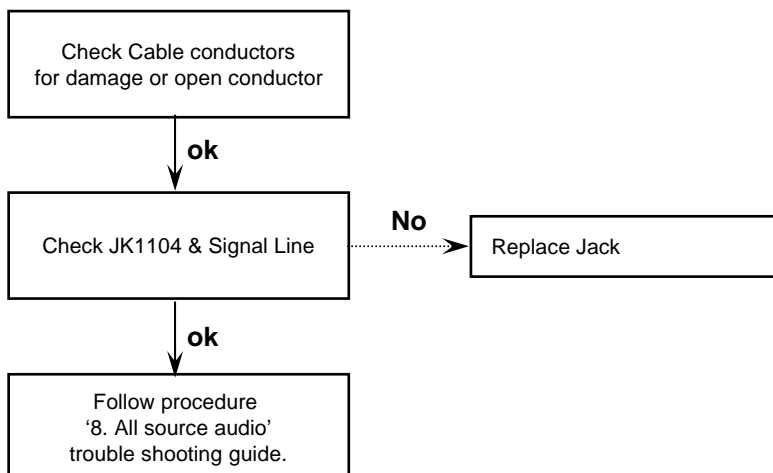 Check Cable conductors
for damage or open conductor
ok
Check JK1104 & Signal Line
No
Replace Jack
ok
Follow procedure
‘8. All source audio’
trouble shooting guide.